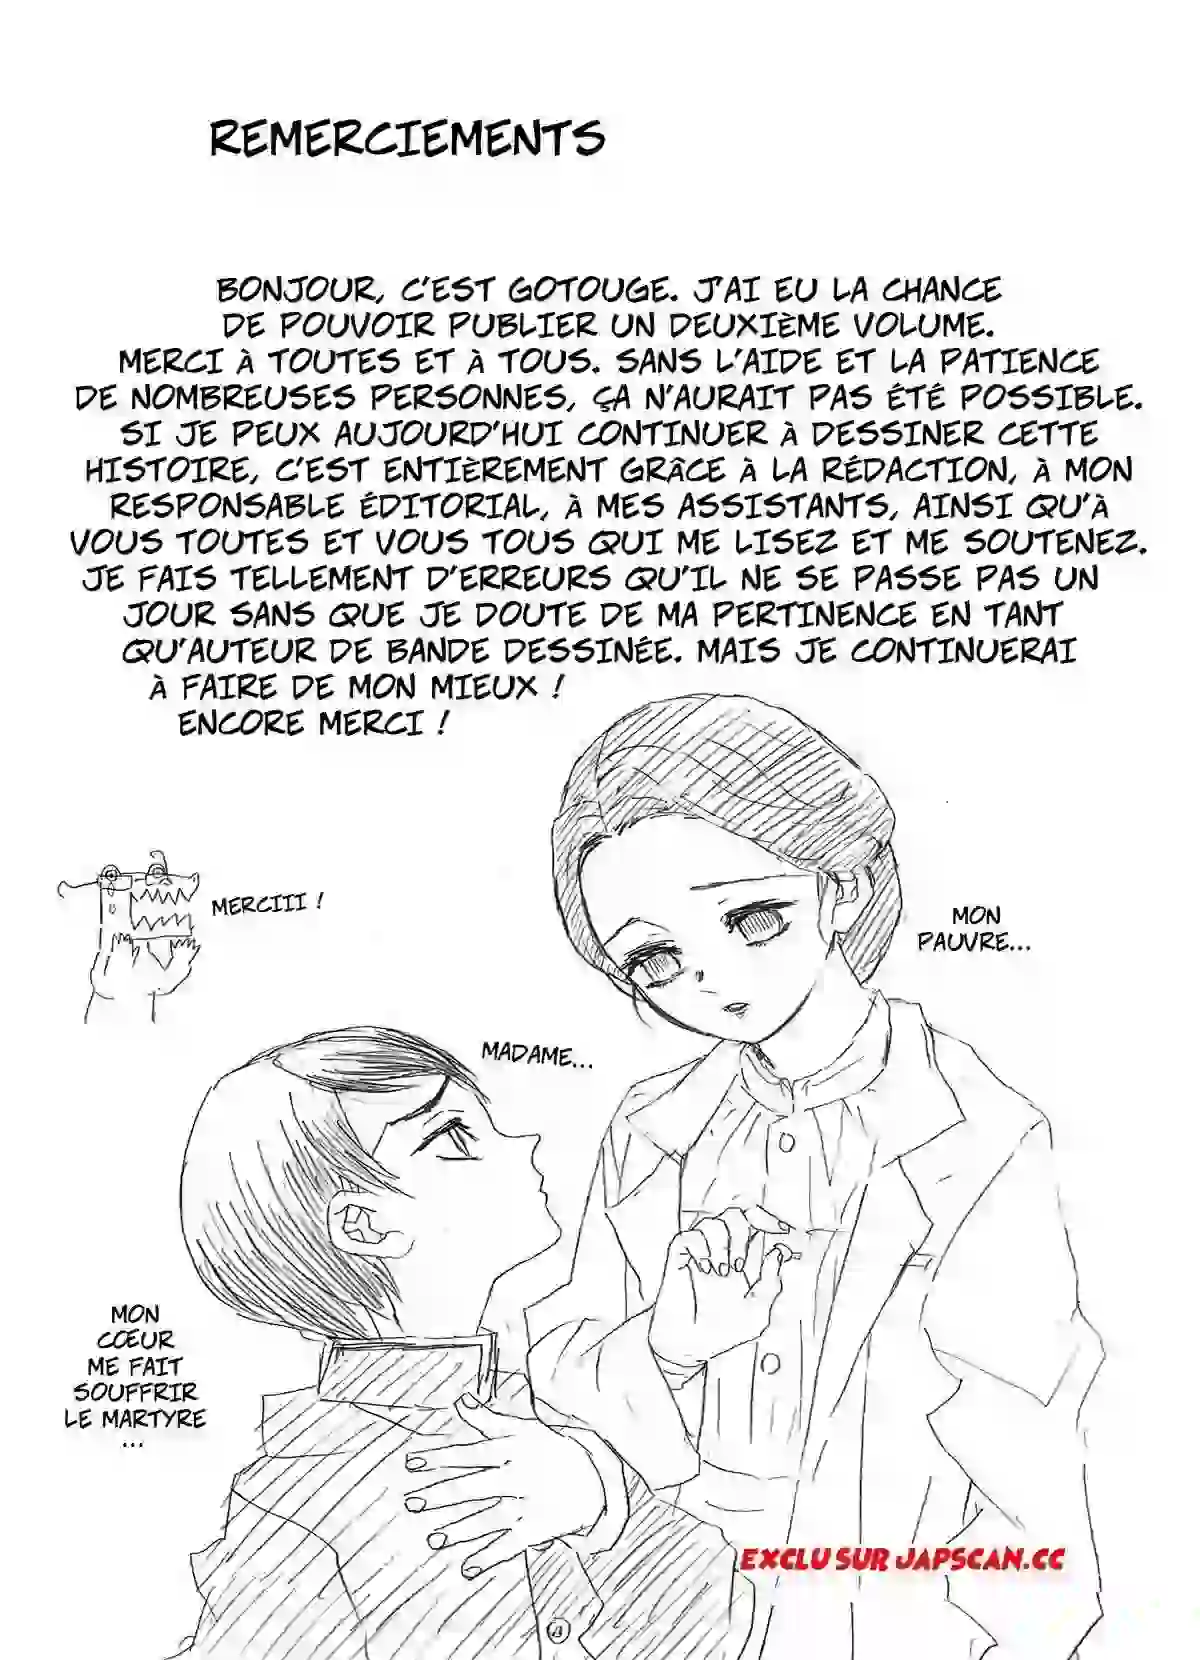 REMERCIEMENTS
BONJOUR, C'EST GOTOUGE. J'AI EU LA CHANCE
DE POUVOIR PUBLIER UN DEUXIÈME VOLUME.
MERCI À TOUTES ET À TOUS. SANS L'AIDE ET LA PATIENCE
DE NOMBREUSES PERSONNES, ÇA N'AURAIT PAS ÉTÉ POSSIBLE.
SI JE PEUX AUJOURD'HUI CONTINUER À DESSINER CETTE
HISTOIRE, C'EST ENTIÈREMENT GRÂCE À LA RÉDACTION, À MON
RESPONSABLE ÉDITORIAL, À MES ASSISTANTS, AINSI QU'À
VOUS TOUTES ET VOUS TOUS QUI ME LISEZ ET ME SOUTENEZ.
JE FAIS TELLEMENT D'ERREURS QU'IL NE SE PASSE PAS UN
JOUR SANS QUE JE DOUTE DE MA PERTINENCE EN TANT
QU'AUTEUR DE BANDE DESSINÉE. MAIS JE CONTINUERAI
À FAIRE DE MON MIEUX !
ENCORE MERCI !
MERCIII !
MON
PAUVRE...
MADAME...
MON
CŒUR
ME FAIT
SOUFFRIR
LE MARTYRE
...
EXCLU SUR JAPSCAN.CC